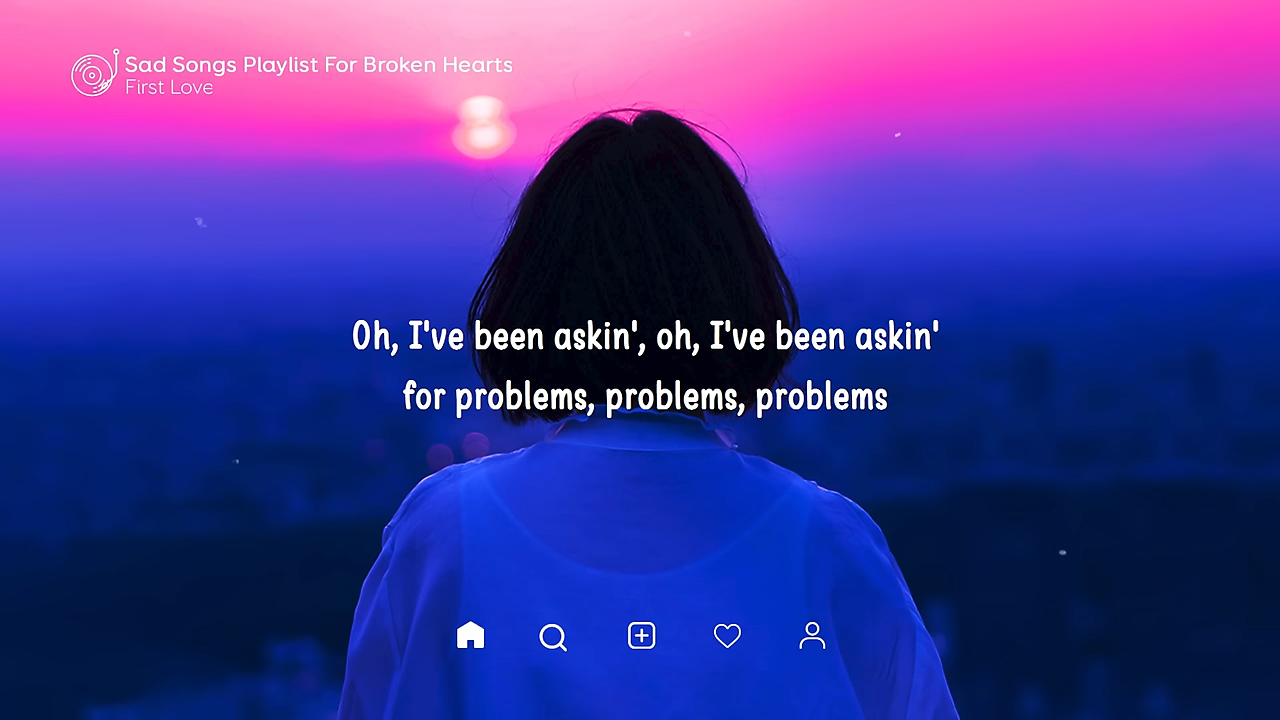 Sad Songs Playlist For Broken Hearts
First Love
Oh, I've been askin', oh, I've been askin'
for problems, problems, problems